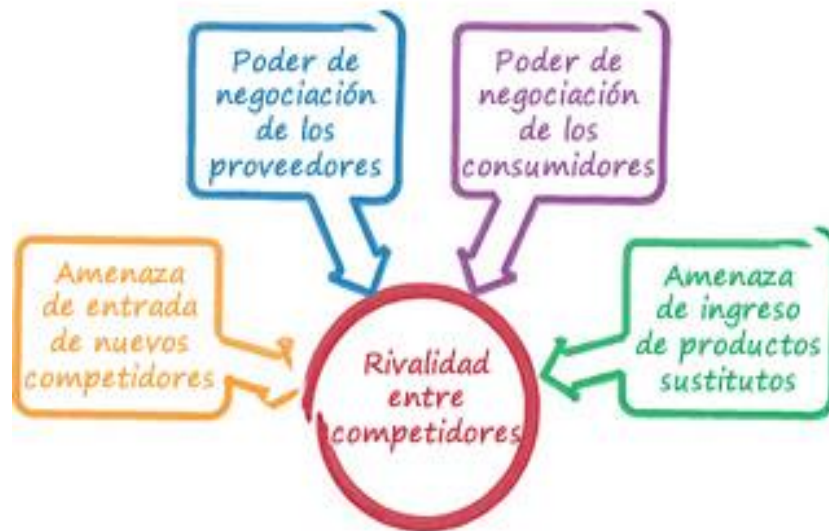 Poder de
negociación
de los
proveedores
Poder de
negociación
de los
consumidores
Amenaza
de entrada
de nuevos
competidores
Rivalidad
entre
competidores
Amenaza
de ingreso
de productos
sustitutos